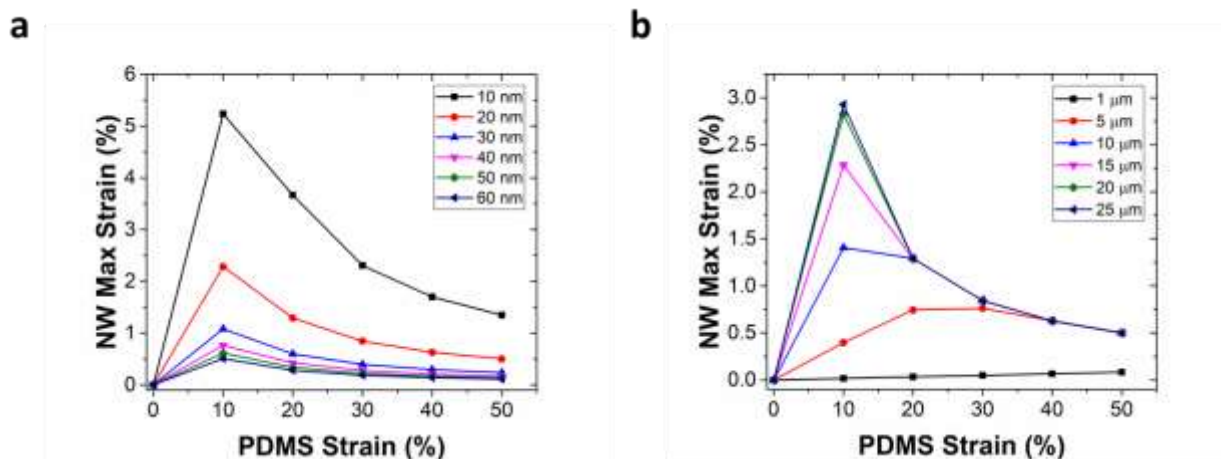 a
6
5
4
3
2
1
0
NW Max Strain (%)
10 nm
20 nm
30 nm
40 nm
50 nm
60 nm
0 10 20 30 40 50
PDMS Strain (%)
b
3.0
2.5
2.0
1.5
1.0
0.5
0.0
NW Max Strain (%)
1 μm
5 μm
10 μm
15 μm
20 μm
25 μm
0 10 20 30 40 50
PDMS Strain (%)